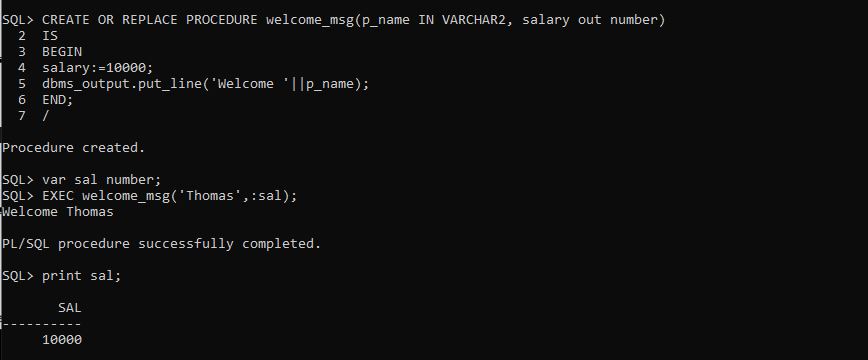 SQL> CREATE OR REPLACE PROCEDURE welcome_msg(p_name IN VARCHAR2, salary out number)
2 IS
3 BEGIN
4 salary:=10000;
5 dbms_output.put_line('Welcome '||p_name);
6 END;
7 /
Procedure created.
SQL> var sal number;
SQL> EXEC welcome_msg('Thomas',:sal);
Welcome Thomas
PL/SQL procedure successfully completed.
SQL> print sal;
SAL
----------
10000